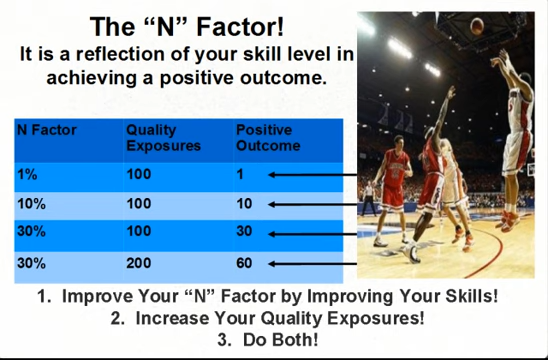 The “N” Factor!
It is a reflection of your skill level in
achieving a positive outcome.
N Factor Quality Exposures Positive Outcome
1% 100 1
10% 100 10
30% 100 30
30% 200 60
1. Improve Your “N” Factor by Improving Your Skills!
2. Increase Your Quality Exposures!
3. Do Both!